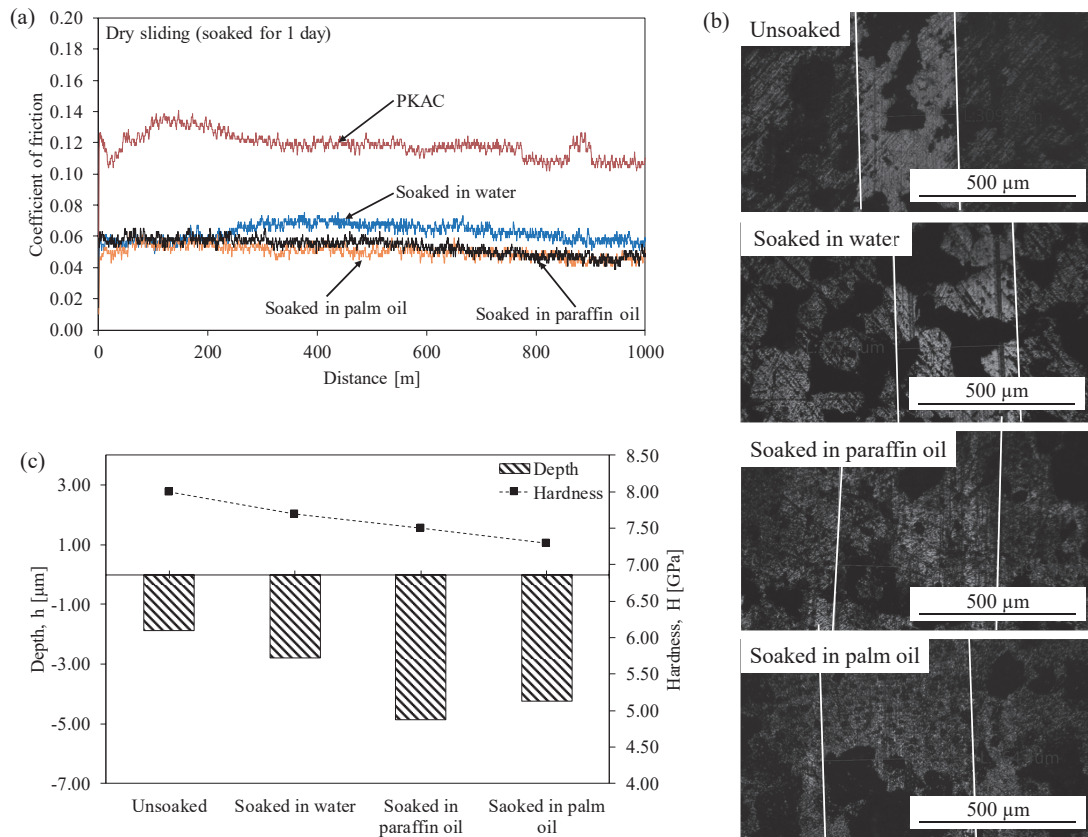 (a)
0.20
0.18
0.16
0.14
0.12
0.10
0.08
0.06
0.04
0.02
0.00
Coefficient of friction
Dry sliding (soaked for 1 day)
PKAC
Soaked in water
Soaked in palm oil
Soaked in paraffin oil
0
200
400
600
800
1000
Distance [m]
(b)
Unsoaked
500 µm
Soaked in water
500 µm
Soaked in paraffin oil
500 µm
Soaked in palm oil
500 µm
(c)
3.00
1.00
-1.00
-3.00
-5.00
-7.00
Depth, h [µm]
Depth
Hardness
8.50
8.00
7.50
7.00
6.50
6.00
5.50
5.00
4.50
4.00
Hardness, H [GPa]
Unsoaked
Soaked in water
Soaked in
paraffin oil
Saoked in palm
oil